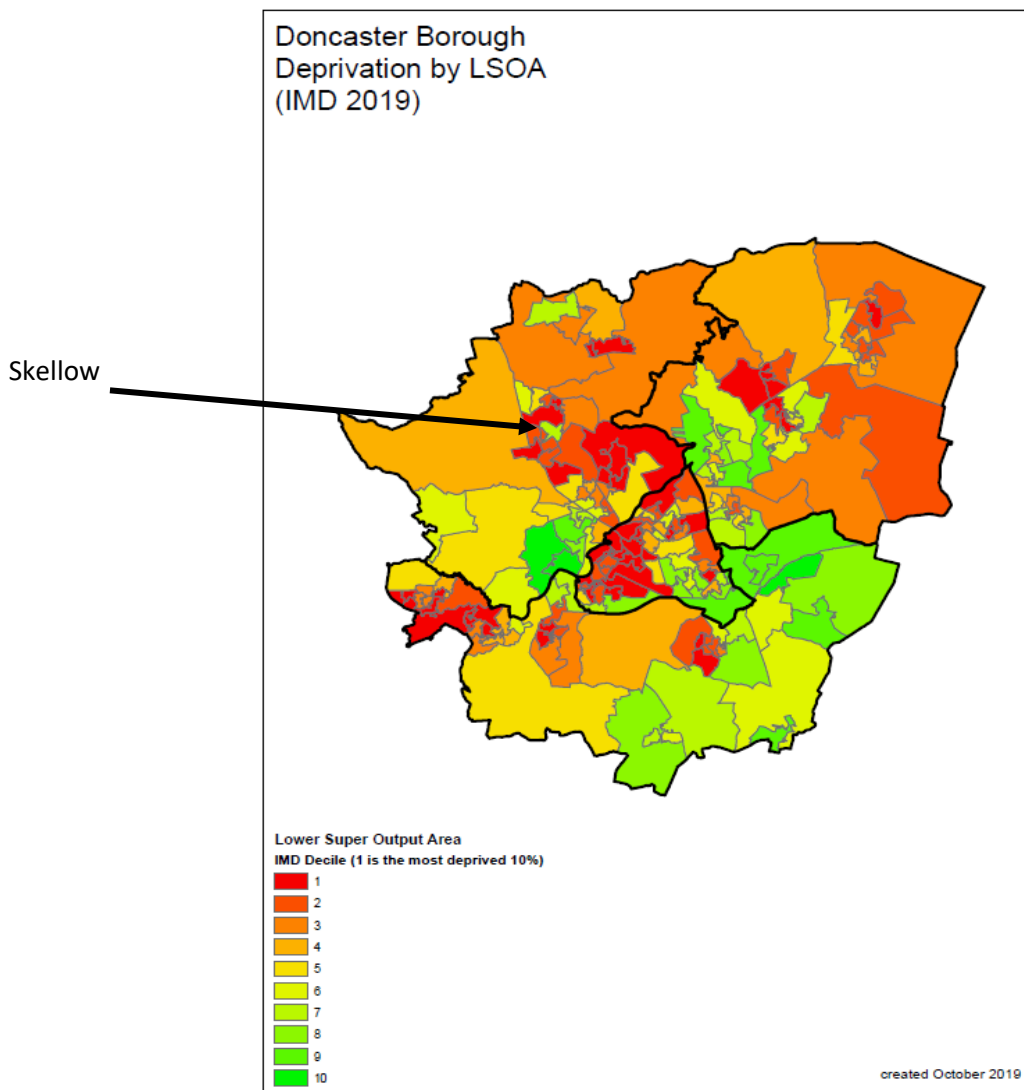 Doncaster Borough
Deprivation by LSOA
(IMD 2019)
Skellow
Lower Super Output Area
IMD Decile (1 is the most deprived 10%)
1
2
3
4
5
6
7
8
9
10
created October 2019